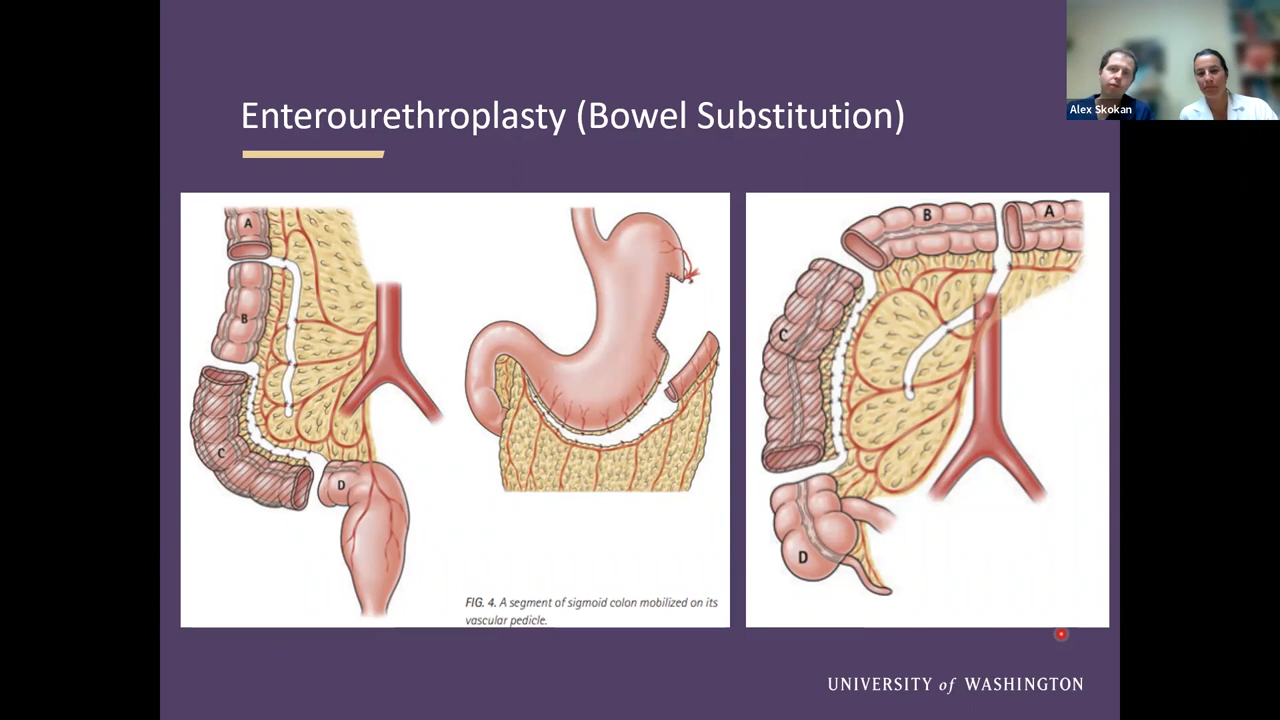 Alex Skokan
Enterourethroplasty (Bowel Substitution)
A
B
C
D
FIG. 4. A segment of sigmoid colon mobilized on its
vascular pedicle.
B
A
C
D
UNIVERSITY of WASHINGTON